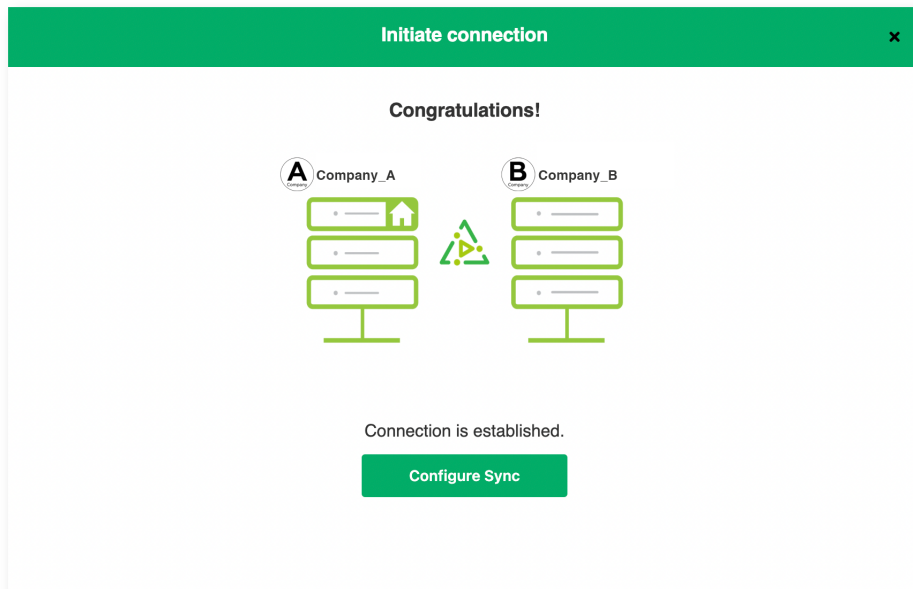 Initiate connection
Congratulations!
A Company Company_A
B Company Company_B
Connection is established.
Configure Sync